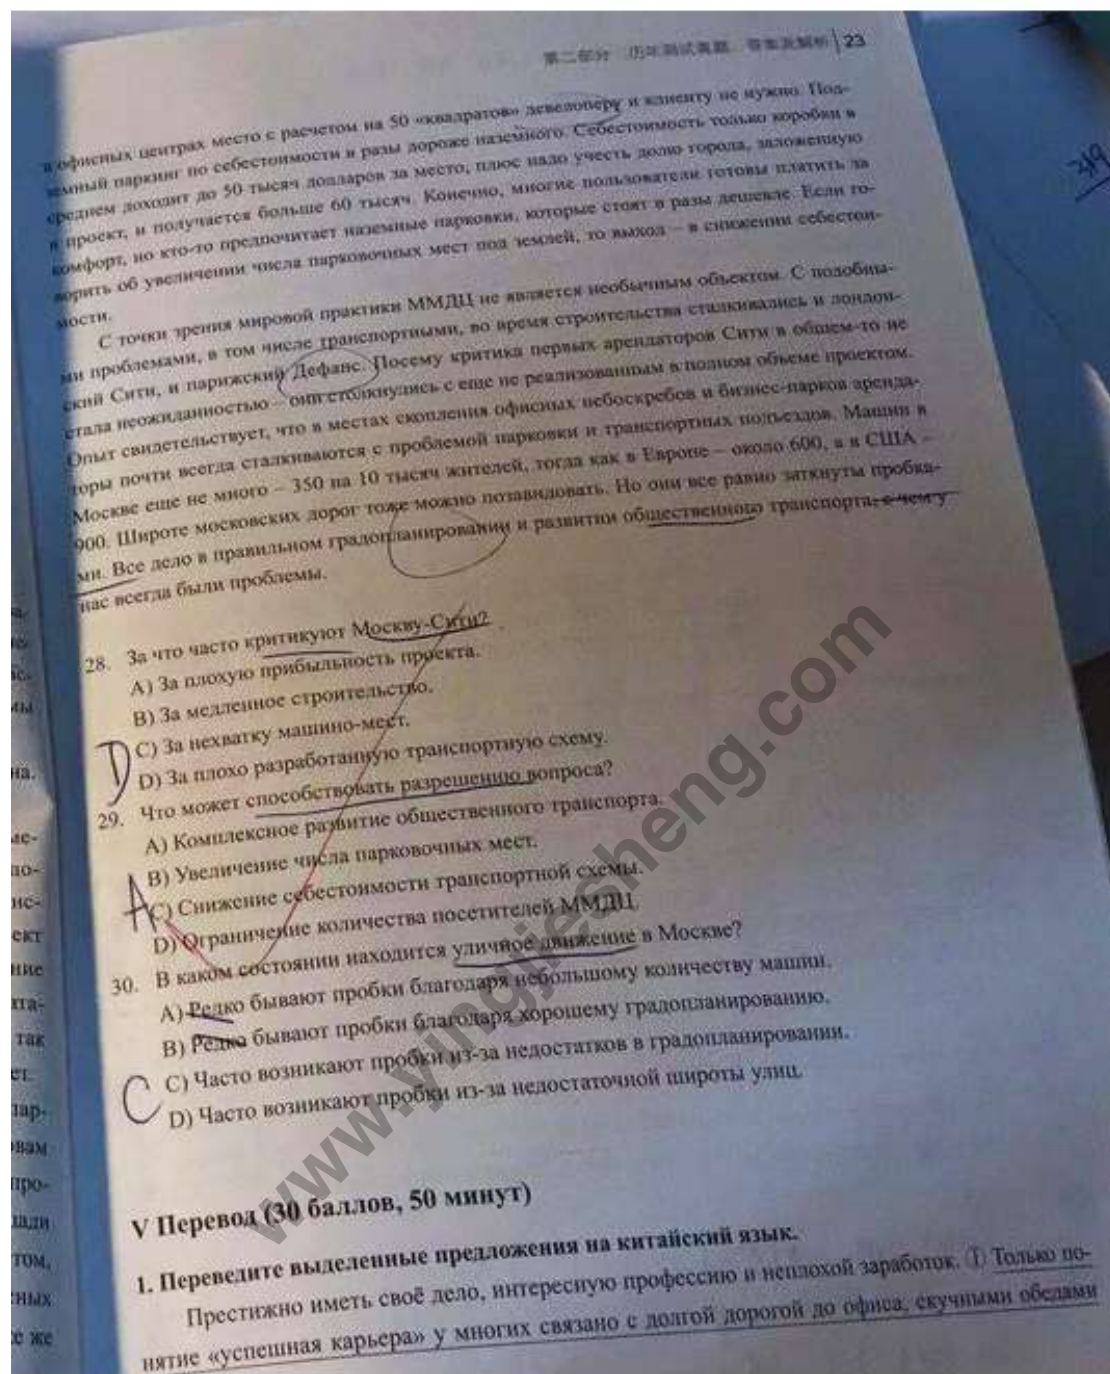 第二部分 历年测试真题、答案及解析 | 23
в офисных центрах место с расчетом на 50 «квадратов» девелоперу и клиенту не нужно. Под-
земный паркинг по себестоимости в разы дороже наземного. Себестоимость только коробки в
среднем доходит до 50 тысяч долларов за место, плюс надо учесть долю города, заложенную
в проект, и получается больше 60 тысяч. Конечно, многие пользователи готовы платить за
комфорт, но кто-то предпочитает наземные парковки, которые стоят в разы дешевле. Если го-
ворить об увеличении числа парковочных мест под землей, то выход – в снижении себестои-
мости.
С точки зрения мировой практики ММДЦ не является необычным объектом. С подобны-
ми проблемами, в том числе транспортными, во время строительства сталкивались и лондон-
ский Сити, и парижский Дефанс. Посему критика первых арендаторов Сити в общем-то не
стала неожиданностью – они столкнулись с еще не реализованным в полном объеме проектом.
Опыт свидетельствует, что в местах скопления офисных небоскребов и бизнес-парков аренда-
торы почти всегда сталкиваются с проблемой парковки и транспортных подъездов. Машин в
Москве еще не много – 350 на 10 тысяч жителей, тогда как в Европе – около 600, а в США –
900. Широте московских дорог тоже можно позавидовать. Но они все равно заткнуты пробка-
ми. Все дело в правильном градопланировании и развитии общественного транспорта, с чем у
нас всегда были проблемы.
28. За что часто критикуют Москву-Сити?
A) За плохую прибыльность проекта.
B) За медленное строительство.
C) За нехватку машино-мест.
D
D) За плохо разработанную транспортную схему.
29. Что может способствовать разрешению вопроса?
A) Комплексное развитие общественного транспорта.
B) Увеличение числа парковочных мест.
A
C) Снижение себестоимости транспортной схемы.
D) Ограничение количества посетителей ММДЦ.
30. В каком состоянии находится уличное движение в Москве?
A) Редко бывают пробки благодаря небольшому количеству машин.
B) Редко бывают пробки благодаря хорошему градопланированию.
C
C) Часто возникают пробки из-за недостатков в градопланировании.
D) Часто возникают пробки из-за недостаточной широты улиц.
V Перевод (30 баллов, 50 минут)
1. Переведите выделенные предложения на китайский язык.
Престижно иметь своё дело, интересную профессию и неплохой заработок. ① Только по-
нятие «успешная карьера» у многих связано с долгой дорогой до офиса, скучными обедами
www.yingjiesheng.com